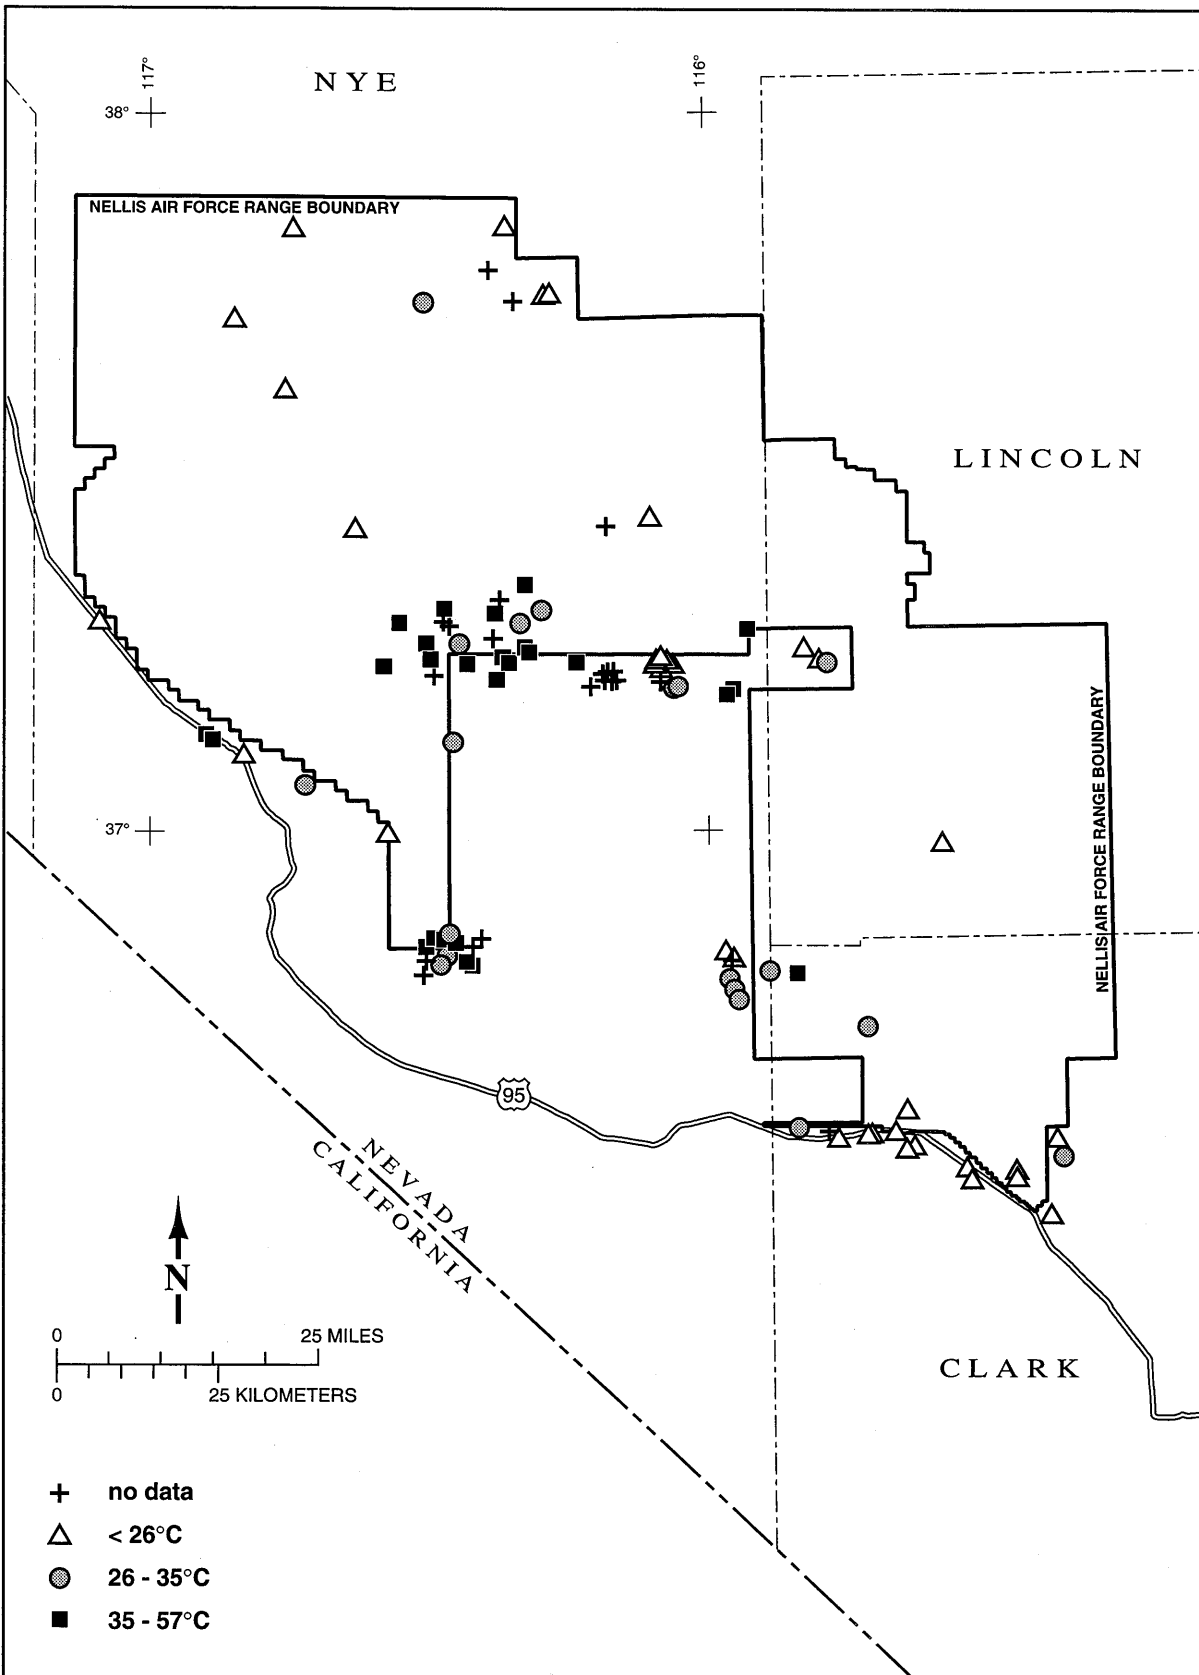 NYE
117°
116°
38°
NELLIS AIR FORCE RANGE BOUNDARY
LINCOLN
NELLIS AIR FORCE RANGE BOUNDARY
37°
95
NEVADA
CALIFORNIA
N
0 25 MILES
0 25 KILOMETERS
CLARK
no data
< 26°C
26 - 35°C
35 - 57°C